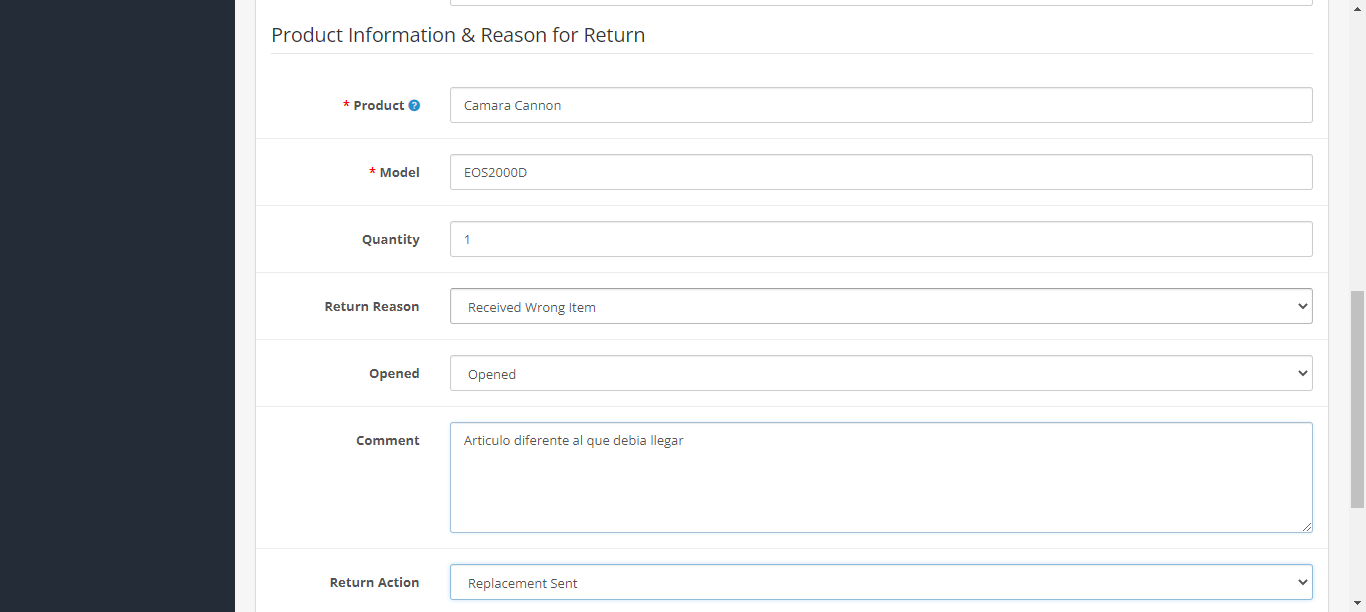 Product Information & Reason for Return
* Product ?
Camara Cannon
* Model
EOS2000D
Quantity
1
Return Reason
Received Wrong Item
Opened
Opened
Comment
Articulo diferente al que debia llegar
Return Action
Replacement Sent